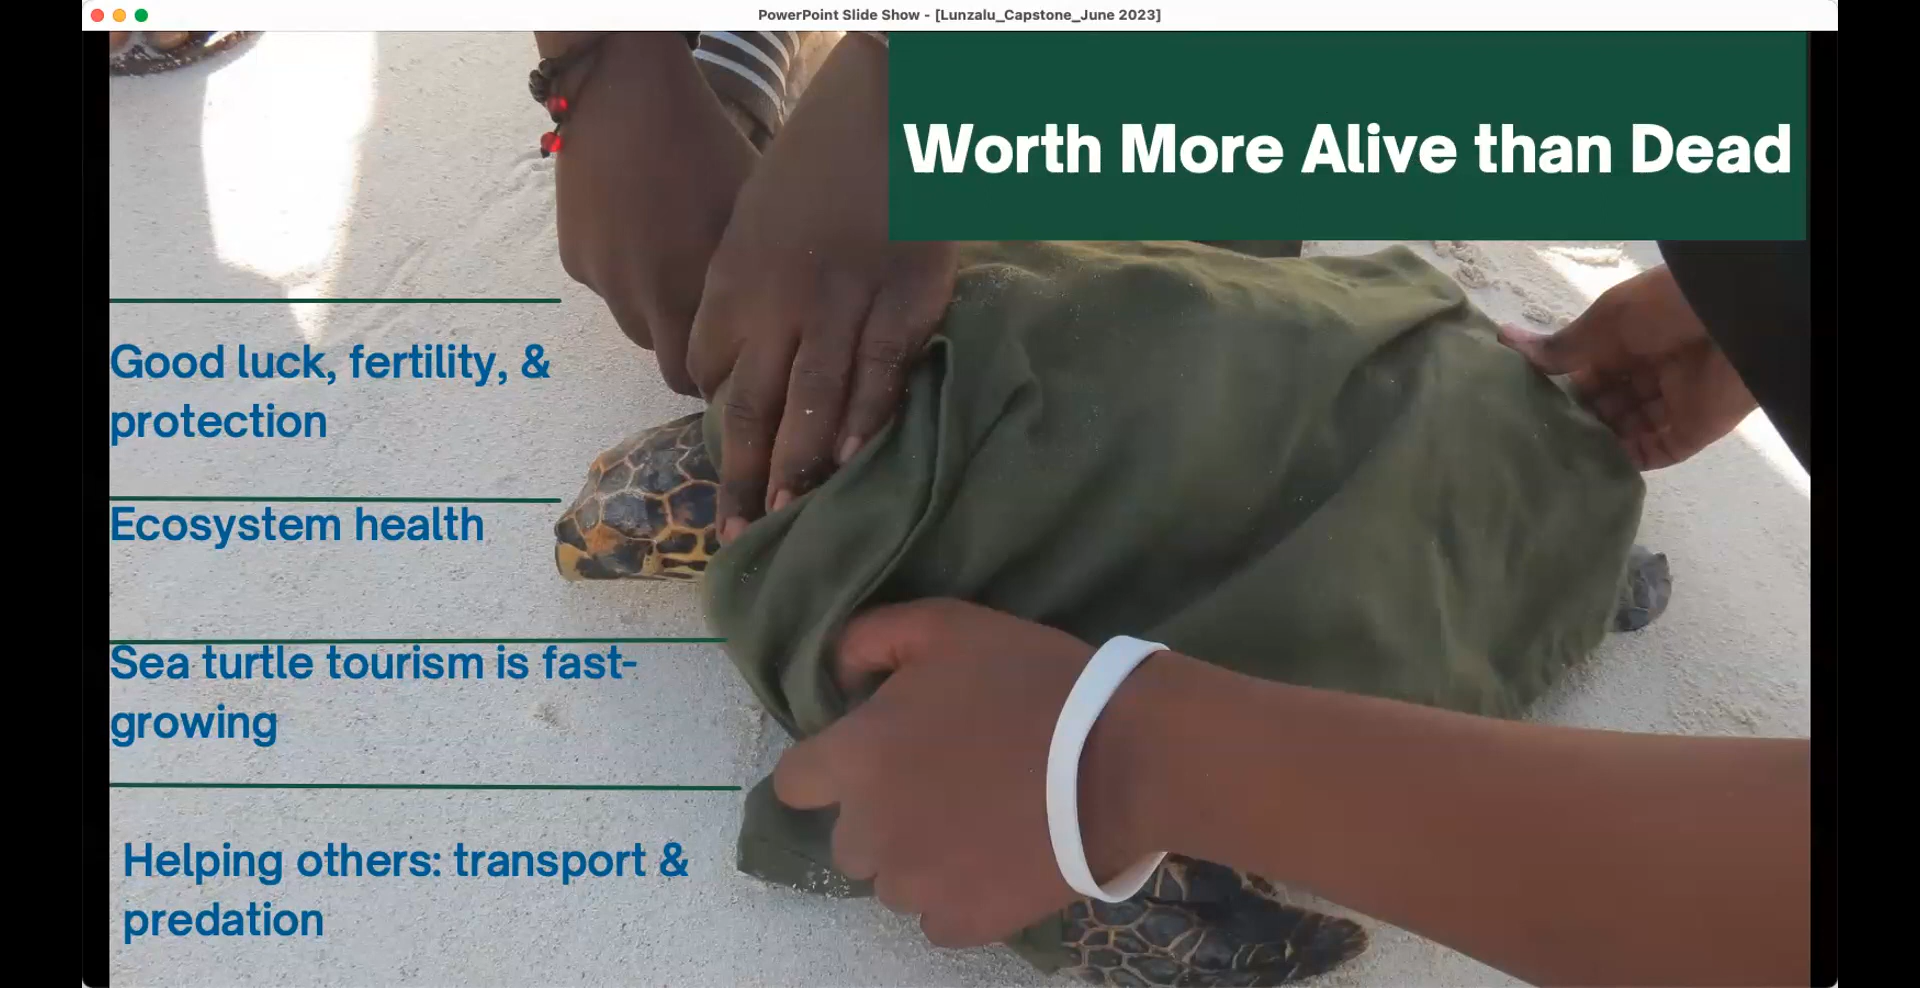 PowerPoint Slide Show - [Lunzalu_Capstone_June 2023]
Worth More Alive than Dead
Good luck, fertility, &
protection
Ecosystem health
Sea turtle tourism is fast-
growing
Helping others: transport &
predation